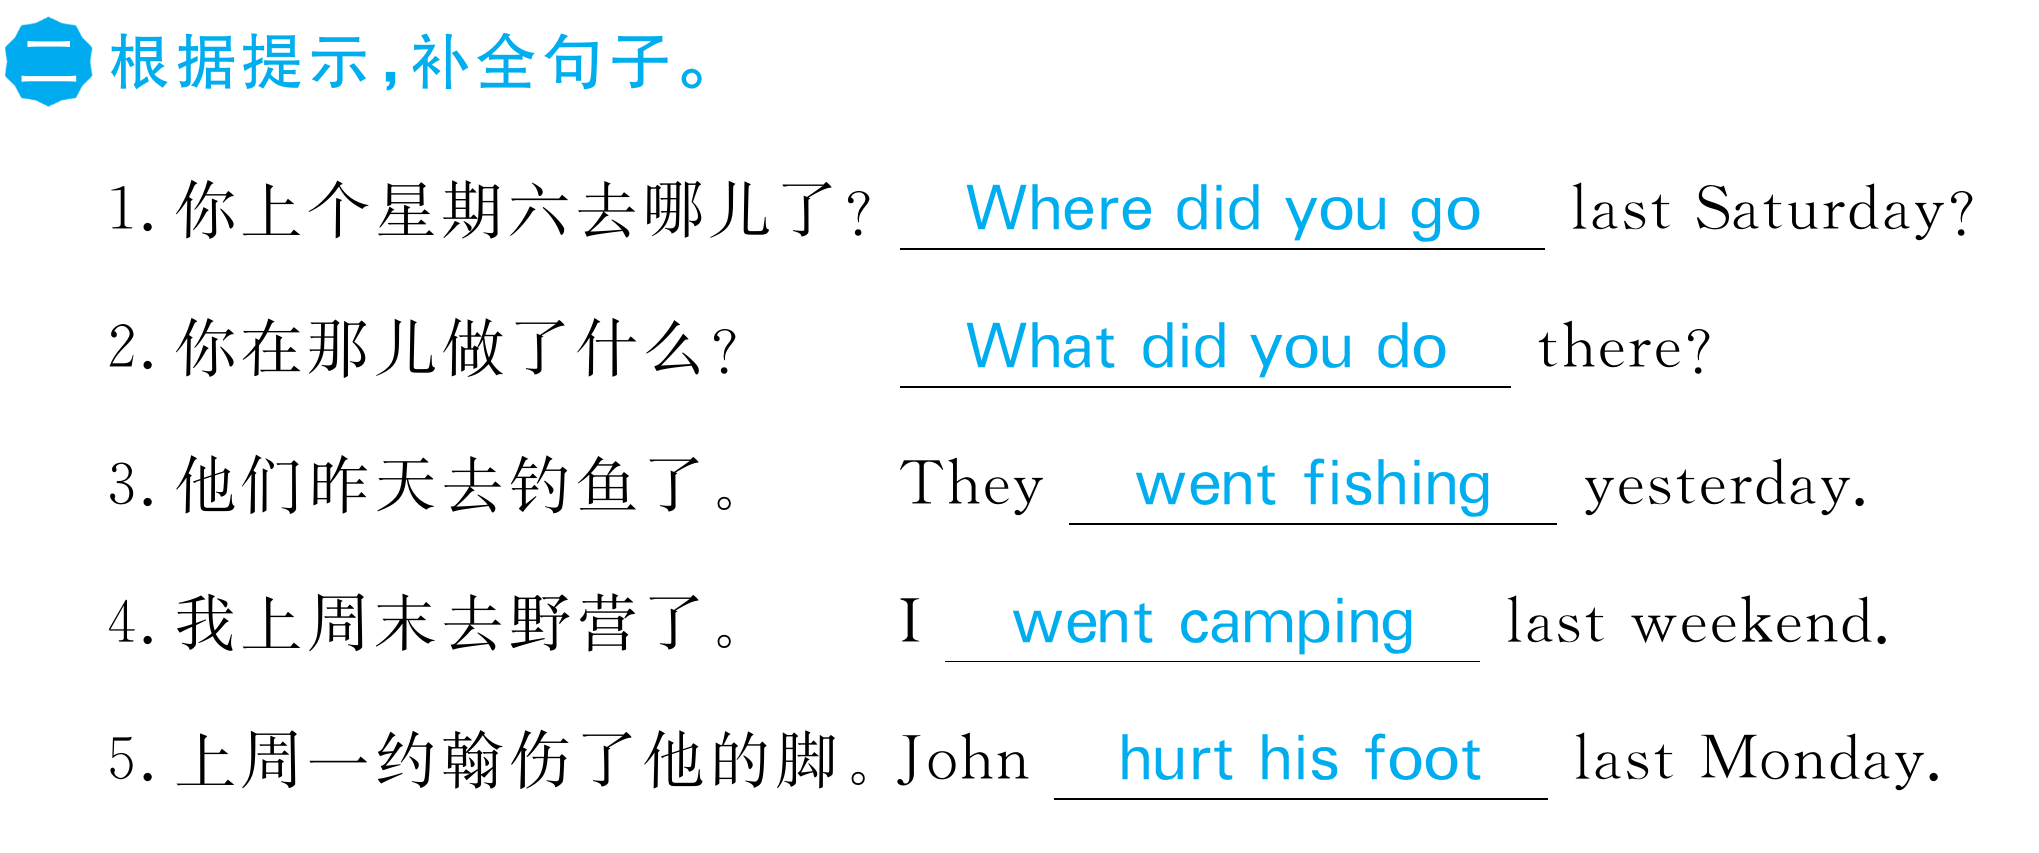 二 根据提示,补全句子。
1. 你上个星期六去哪儿了? Where did you go last Saturday?
2. 你在那儿做了什么? What did you do there?
3. 他们昨天去钓鱼了。 They went fishing yesterday.
4. 我上周末去野营了。 I went camping last weekend.
5. 上周一约翰伤了他的脚。John hurt his foot last Monday.